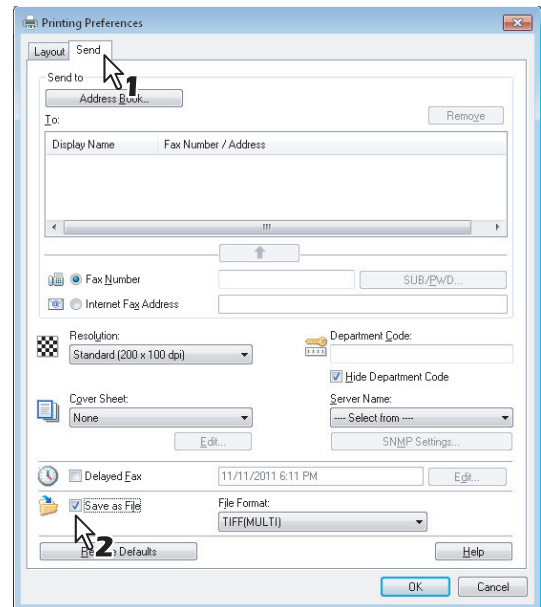 Printing Preferences
Layout Send
1
Send to
Address Book...
To:
Remove
Display Name Fax Number / Address
Fax Number
SUB/PWD...
Internet Fax Address
Resolution:
Department Code:
Standard (200 x 100 dpi)
Hide Department Code
Cover Sheet:
Server Name:
None
---- Select from ----
Edit...
SNMP Settings...
Delayed Fax
11/11/2011 6:11 PM
Edit...
Save as File
File Format:
TIFF(MULTI)
2
Defaults
Help
OK Cancel